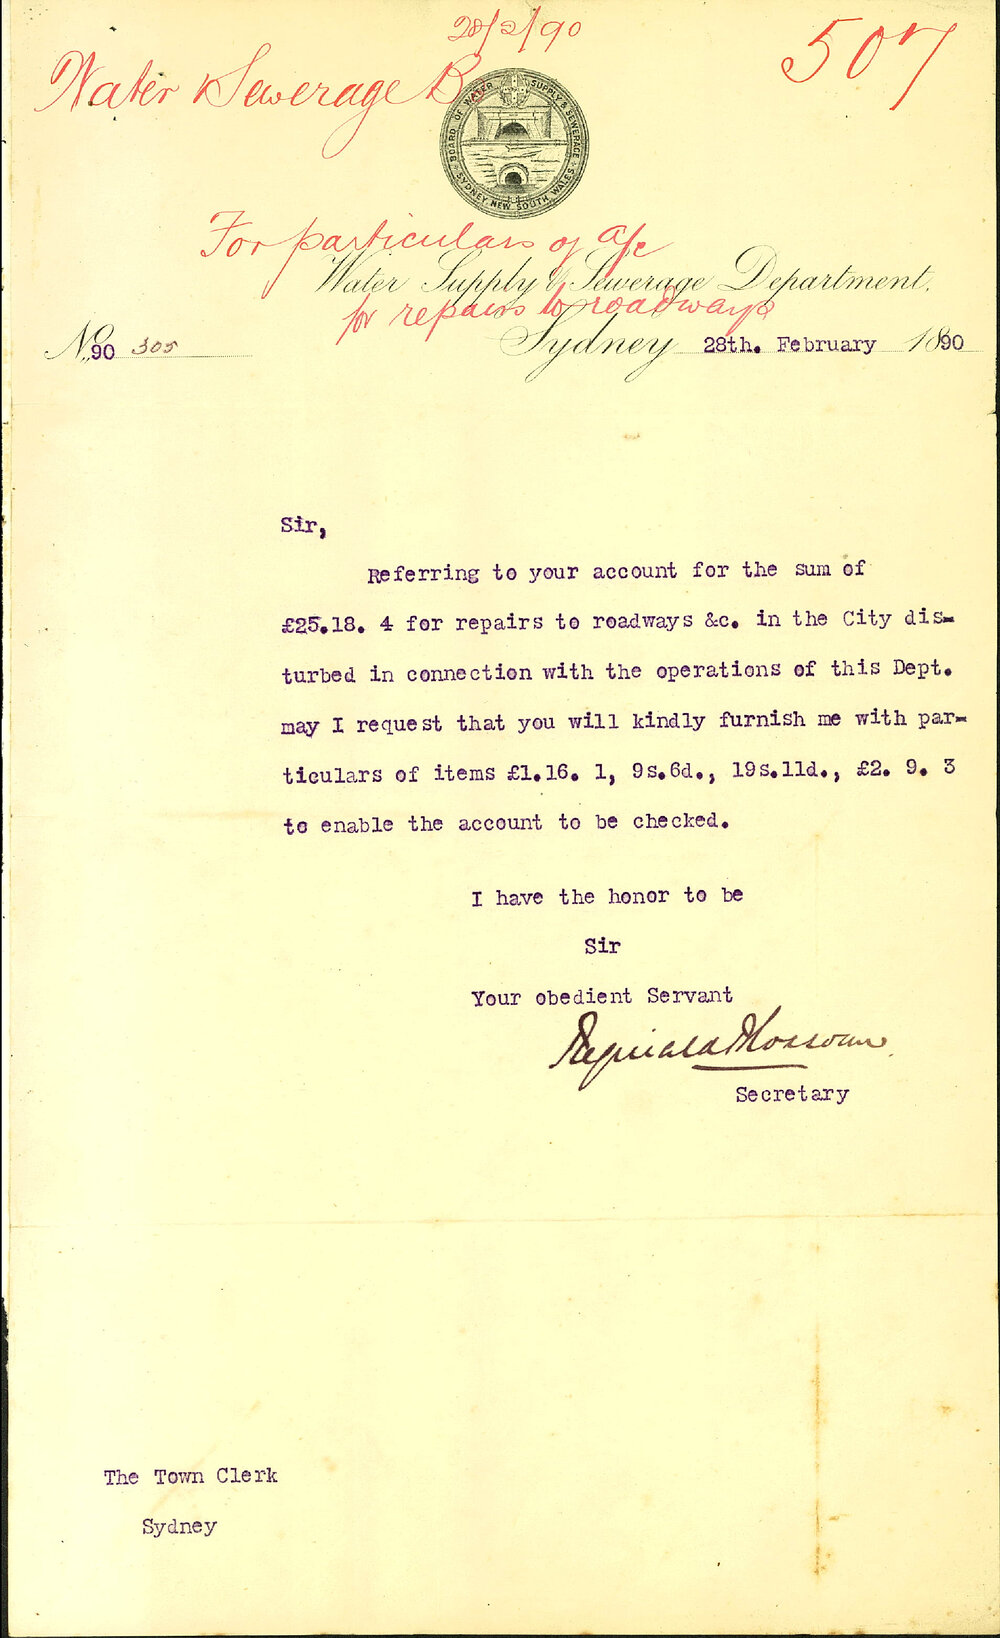 28/2/90
507
Water & Sewerage B
BOARD OF WATER SUPPLY & SEWERAGE
SYDNEY NEW SOUTH WALES
For particulars of a/c
Water Supply & Sewerage Department.
for repairs to roadways
No. 90 305 Sydney 28th. February 1890
Sir,
Referring to your account for the sum of
£25.18. 4 for repairs to roadways &c. in the City dis-
turbed in connection with the operations of this Dept.
may I request that you will kindly furnish me with par-
ticulars of items £1.16. 1, 9s.6d., 19s.11d., £2. 9. 3
to enable the account to be checked.
I have the honor to be
Sir
Your obedient Servant
Reginald
Secretary
The Town Clerk
Sydney